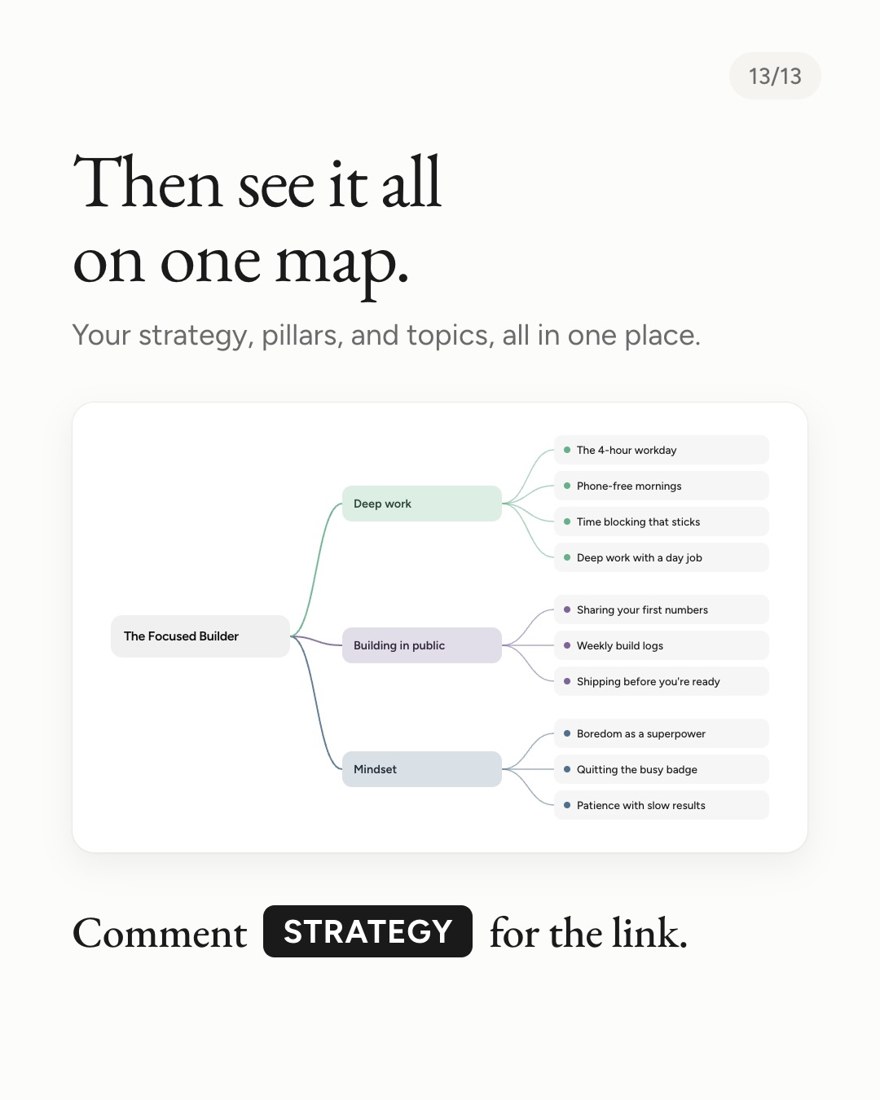 13/13
Then see it all
on one map.
Your strategy, pillars, and topics, all in one place.
The Focused Builder
Deep work
The 4-hour workday
Phone-free mornings
Time blocking that sticks
Deep work with a day job
Building in public
Sharing your first numbers
Weekly build logs
Shipping before you're ready
Mindset
Boredom as a superpower
Quitting the busy badge
Patience with slow results
Comment STRATEGY for the link.